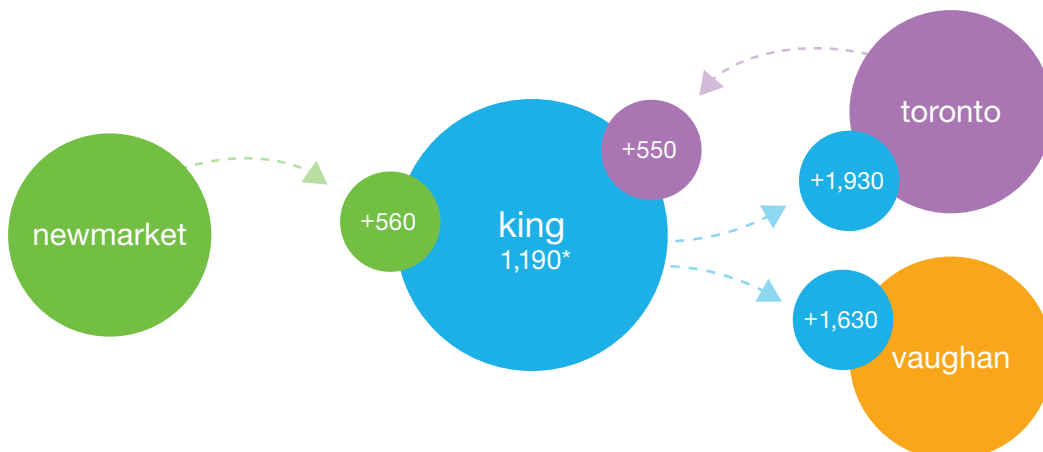 toronto
+550
+1,930
newmarket
+560
king
1,190*
+1,630
vaughan